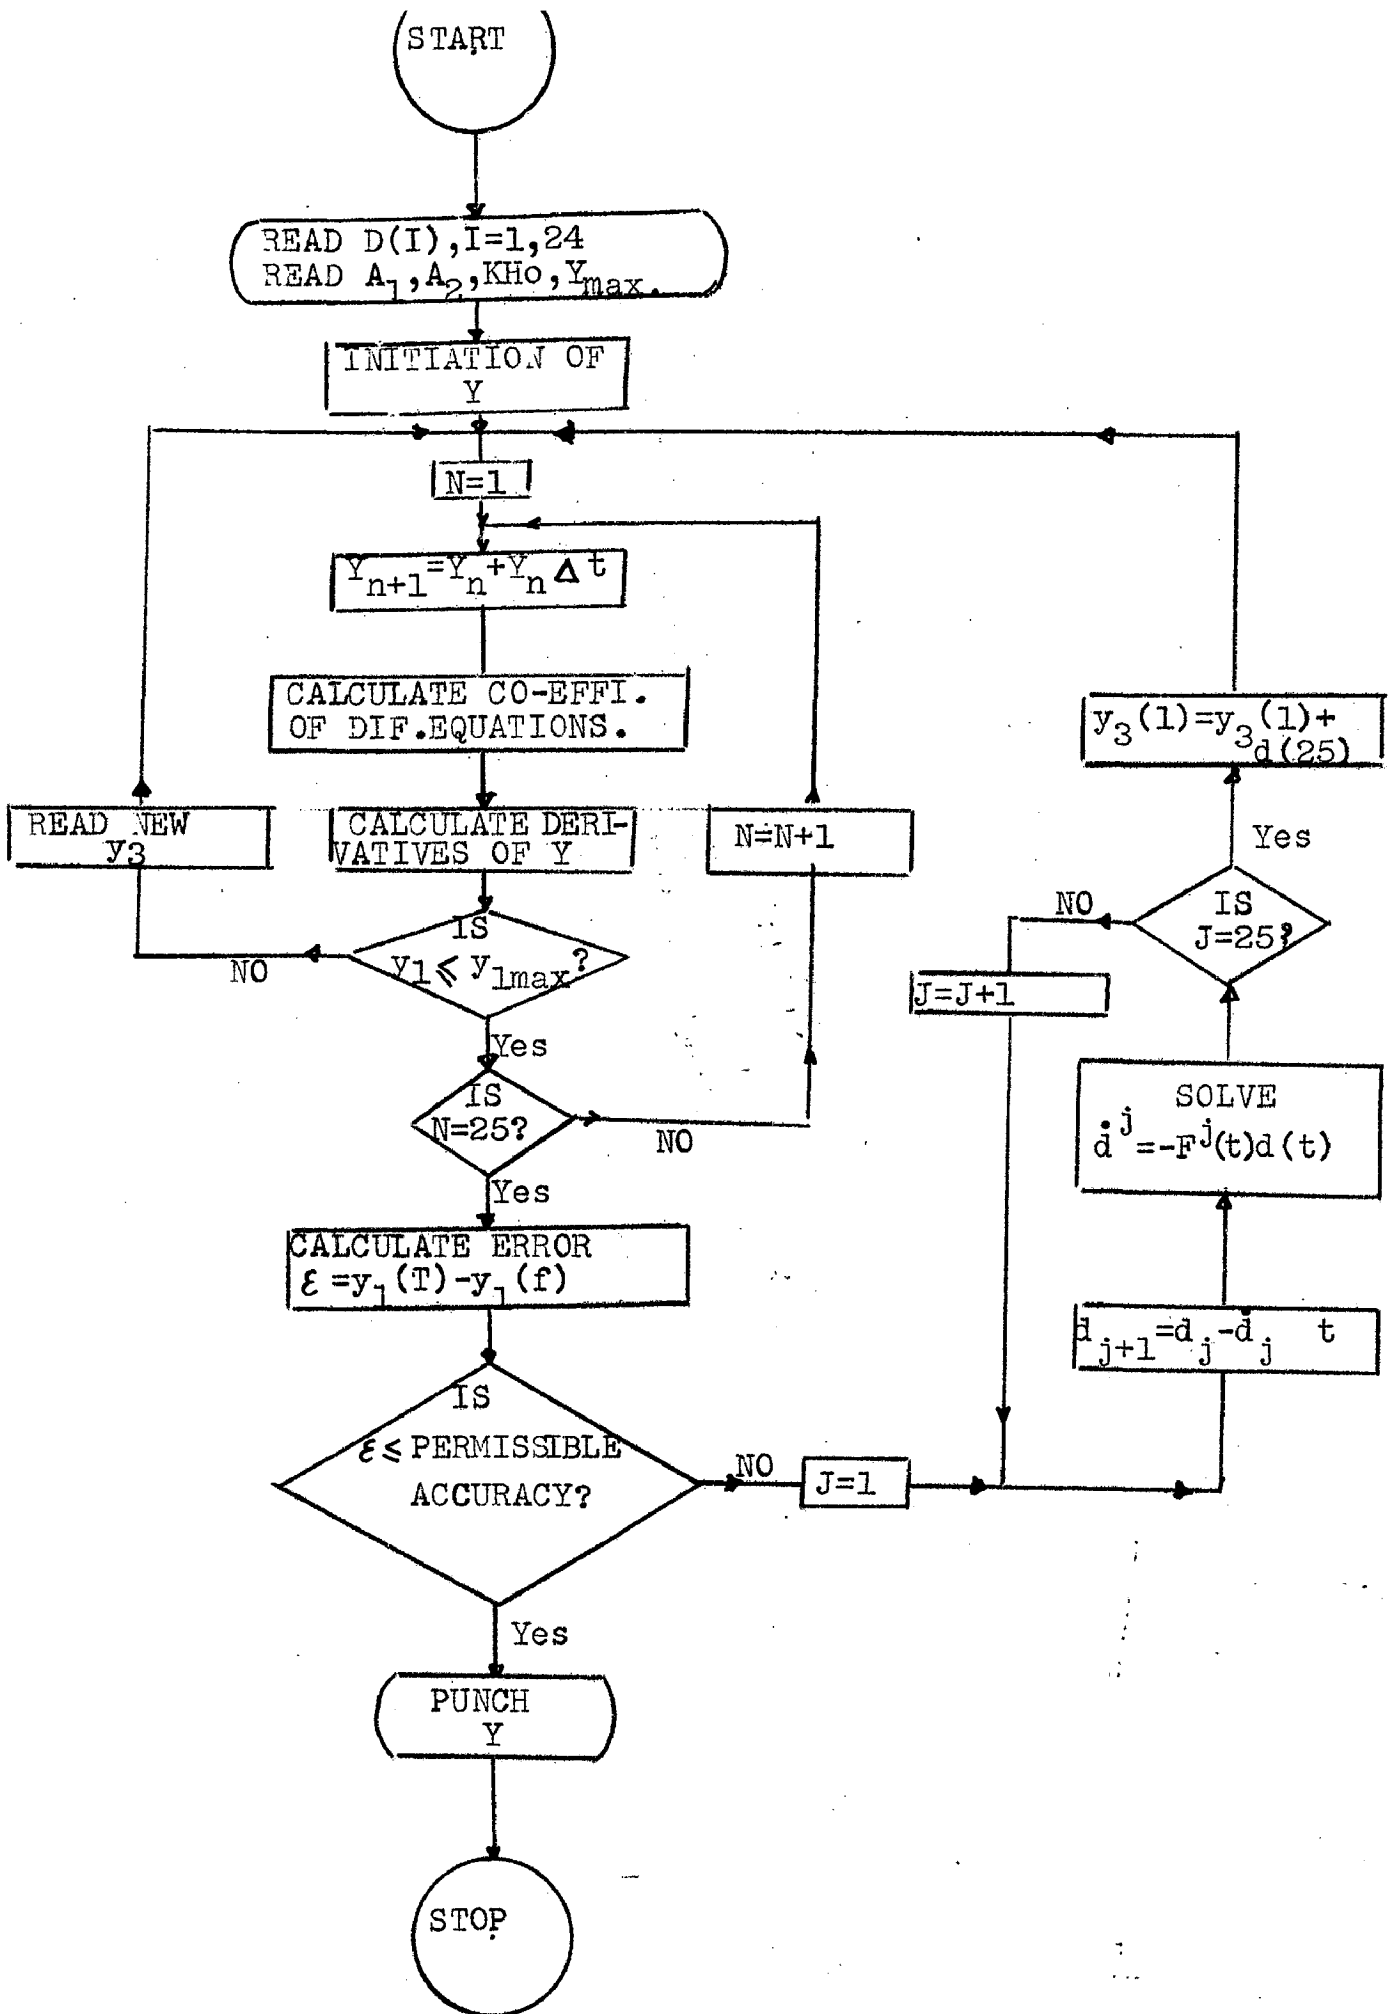 START
READ D(I),I=1,24
READ A₁,A₂,KHo,Yₘₐₓ.
INITIATION OF
Y
N=1
Yₙ₊₁=Yₙ+Yₙ Δ t
CALCULATE CO-EFFI.
OF DIF.EQUATIONS.
CALCULATE DERI-
VATIVES OF Y
READ NEW
y3
N=N+1
IS
y1 ⩽ y₁ₘₐₓ?
NO
Yes
IS
N=25?
NO
Yes
CALCULATE ERROR
ε =y₁(T)-y₁(f)
IS
ε⩽ PERMISSIBLE
ACCURACY?
NO
J=1
Yes
PUNCH
Y
STOP
dⱼ₊₁=dⱼ-ḋⱼ t
SOLVE
ḋʲ=-Fʲ(t)d(t)
IS
J=25?
NO
J=J+1
Yes
y₃(1)=y₃(1)+
d(25)